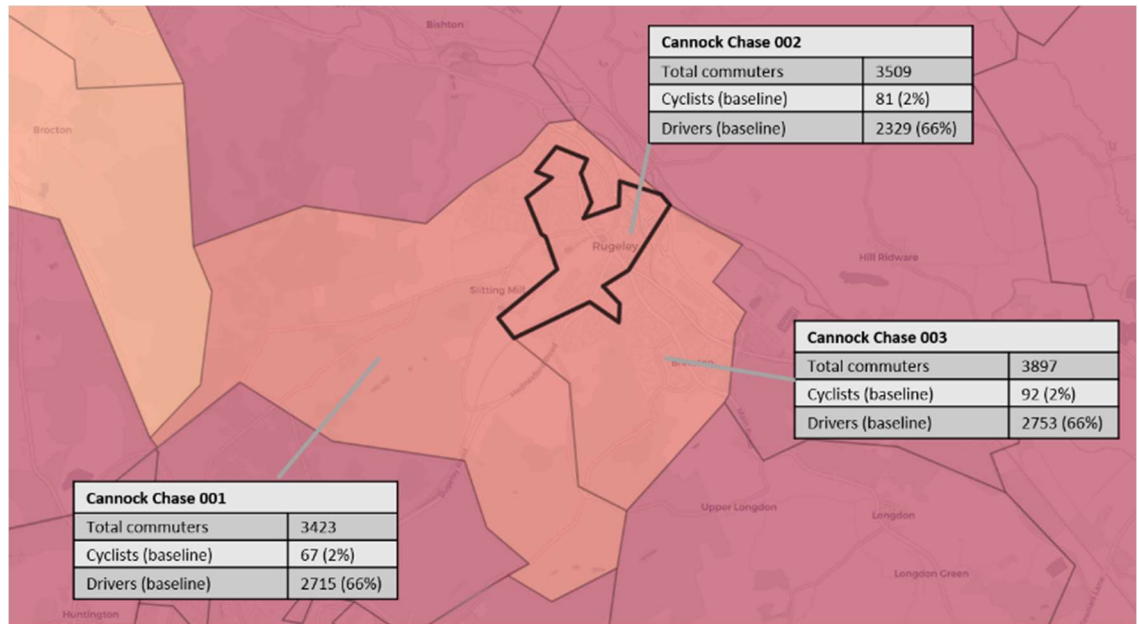 Bishton
Cannock Chase 002
Total commuters 3509
Cyclists (baseline) 81 (2%)
Drivers (baseline) 2329 (66%)
Brocton
Rugeley
Hill Ridware
Slitting Mill
Cannock Chase 003
Total commuters 3897
Cyclists (baseline) 92 (2%)
Drivers (baseline) 2753 (66%)
Cannock Chase 001
Total commuters 3423
Cyclists (baseline) 67 (2%)
Drivers (baseline) 2715 (66%)
Upper Longdon
Longdon
Longdon Green
Huntington